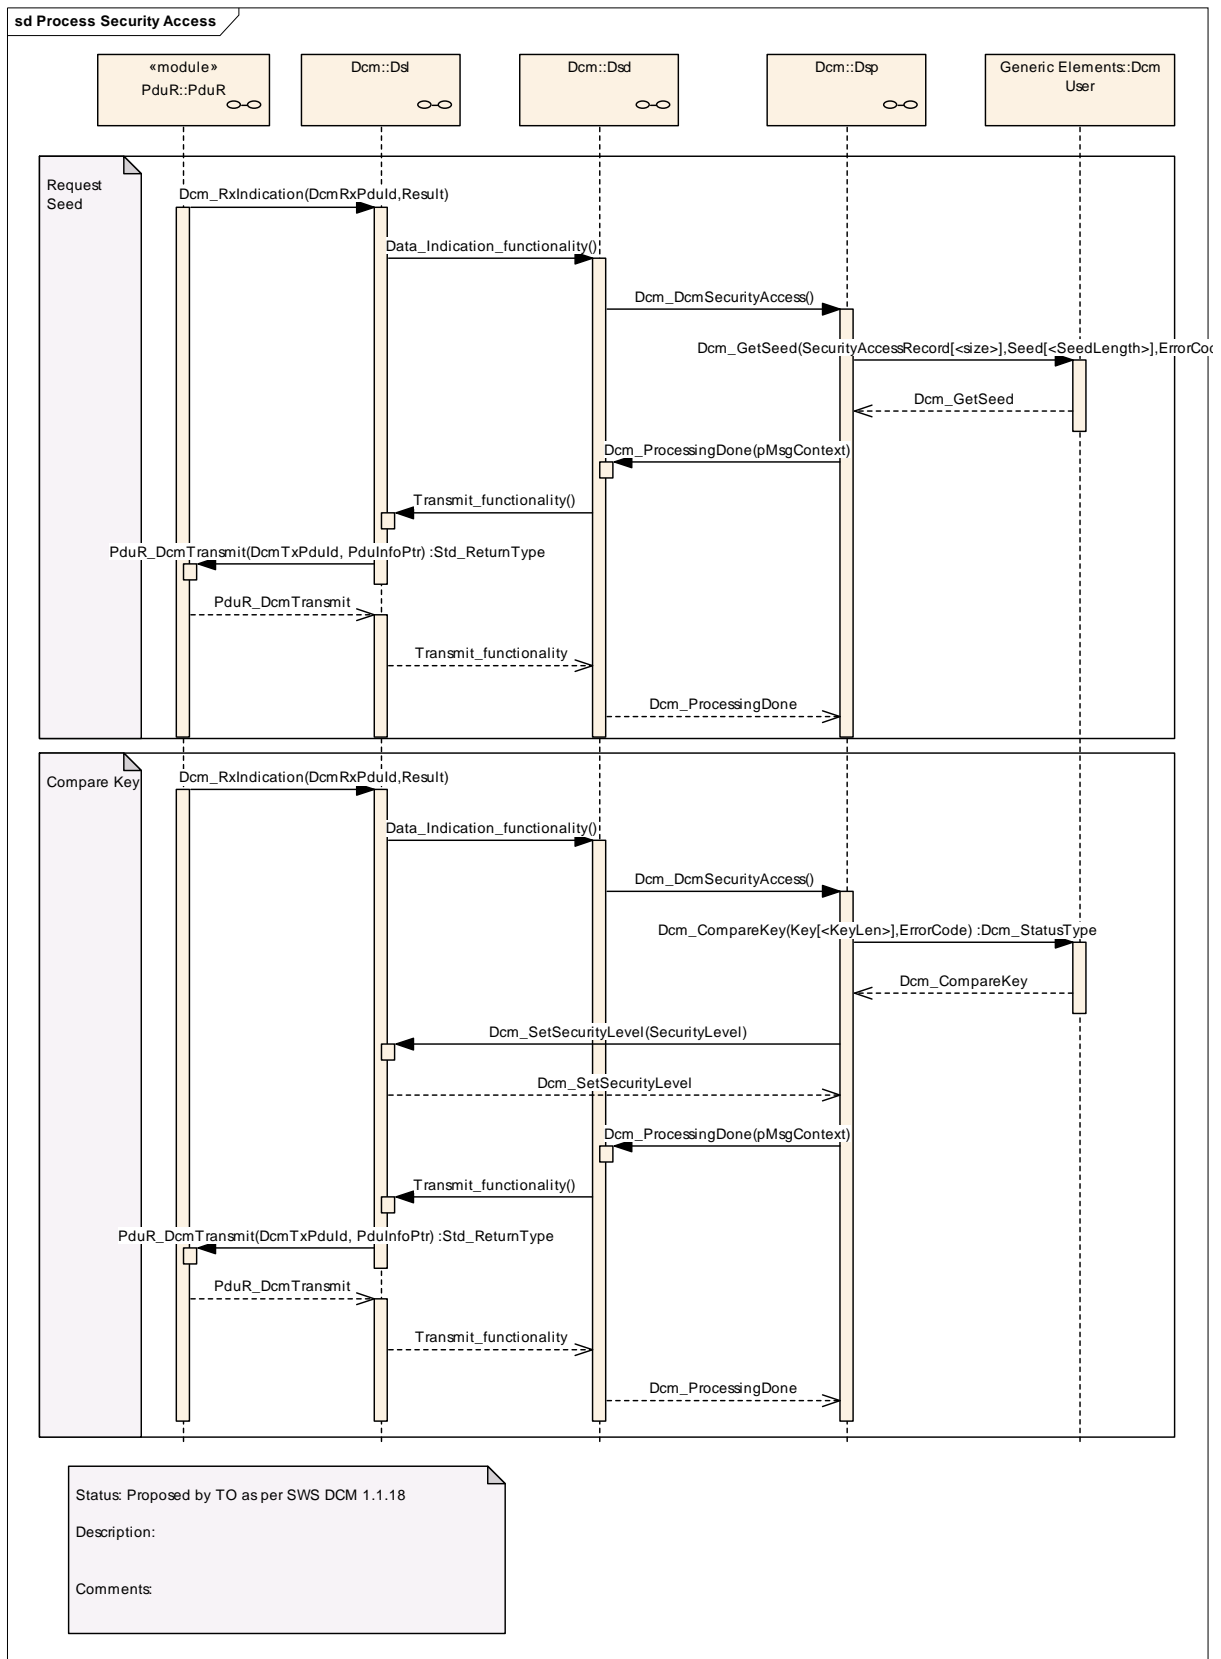 sd Process Security Access
«module»
PduR::PduR
Dcm::Dsl
Dcm::Dsd
Dcm::Dsp
Generic Elements::Dcm
User
Request
Seed
Dcm_RxIndication(DcmRxPduId,Result)
Data_Indication_functionality()
Dcm_DcmSecurityAccess()
Dcm_GetSeed(SecurityAccessRecord[<size>],Seed[<SeedLength>],ErrorCo
Dcm_GetSeed
Dcm_ProcessingDone(pMsgContext)
Transmit_functionality()
PduR_DcmTransmit(DcmTxPduId, PduInfoPtr) :Std_ReturnType
PduR_DcmTransmit
Transmit_functionality
Dcm_ProcessingDone
Compare Key
Dcm_RxIndication(DcmRxPduId,Result)
Data_Indication_functionality()
Dcm_DcmSecurityAccess()
Dcm_CompareKey(Key[<KeyLen>],ErrorCode) :Dcm_StatusType
Dcm_CompareKey
Dcm_SetSecurityLevel(SecurityLevel)
Dcm_SetSecurityLevel
Dcm_ProcessingDone(pMsgContext)
Transmit_functionality()
PduR_DcmTransmit(DcmTxPduId, PduInfoPtr) :Std_ReturnType
PduR_DcmTransmit
Transmit_functionality
Dcm_ProcessingDone
Status: Proposed by TO as per SWS DCM 1.1.18
Description:
Comments: